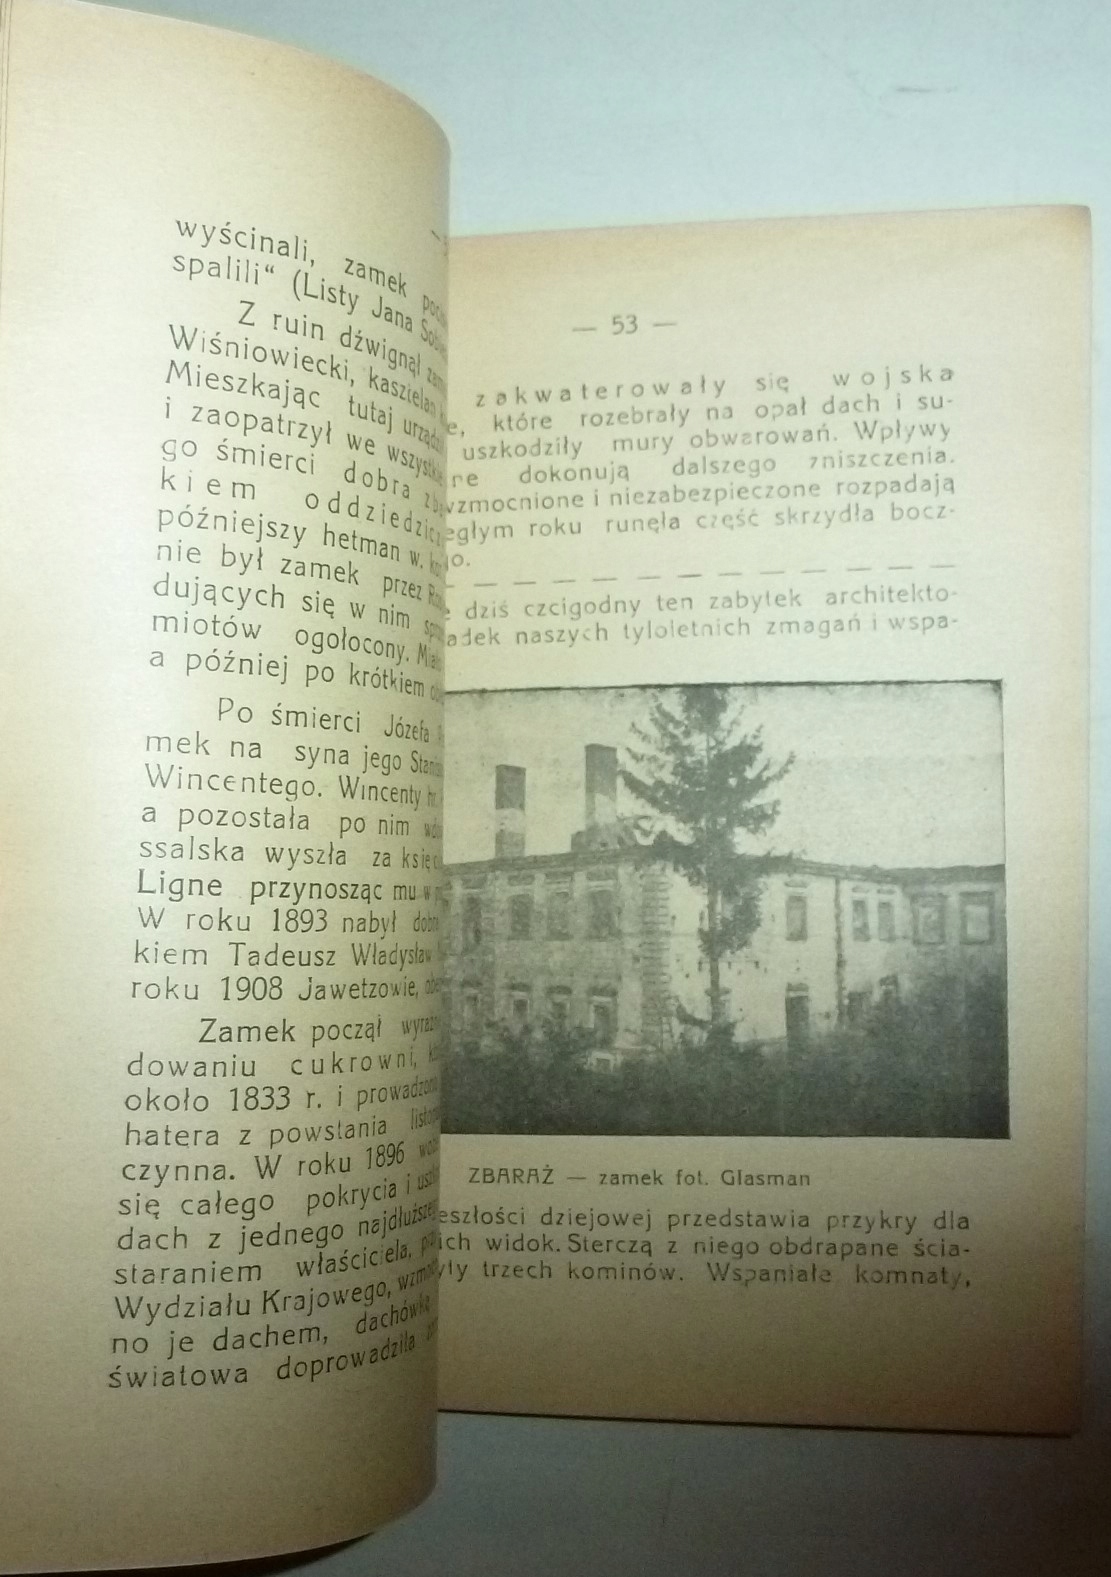 wyścinali, zamek
spalili“ (Listy Jana
Z ruin dźwignął
Wiśniowiecki, kasztelan
Mieszkając tutaj
i zaopatrzył we
go śmierci dobra
kiem
późniejszy hetman w.
nie był zamek przez
dujących się w nim
miotów ogołocony.
a później po krótkiem
Po śmierci Józefa
mek na syna jego
Wincentego. Wincenty
a pozostała po nim
ssalska wyszła za
Ligne przynosząc mu w
W roku 1893 nabył
kiem Tadeusz Władysław
roku 1908 Jawetzowie,
Zamek począł
dowaniu cukrowni,
około 1833 r. i
hatera z powstania
czynna. W roku 1896
się całego pokrycia i
dach z jednego
staraniem właściciela,
Wydziału Krajowego,
no je dachem, dachówką
światowa doprowadziła
— 53 —
zakwaterowały się wojska
e, które rozebrały na opał dach i su-
uszkodziły mury obwarowań. Wpływy
re dokonują dalszego zniszczenia.
wzmocnione i niezabezpieczone rozpadają
egłym roku runęła część skrzydła bocz-
o.
dziś czcigodny ten zabytek architekto-
adek naszych tyloletnich zmagań i wspa-
ZBARAŻ — zamek fot. Glasman
eszłości dziejowej przedstawia przykry dla
ich widok. Sterczą z niego obdrapane ścia-
yty trzech kominów. Wspaniałe komnaty,